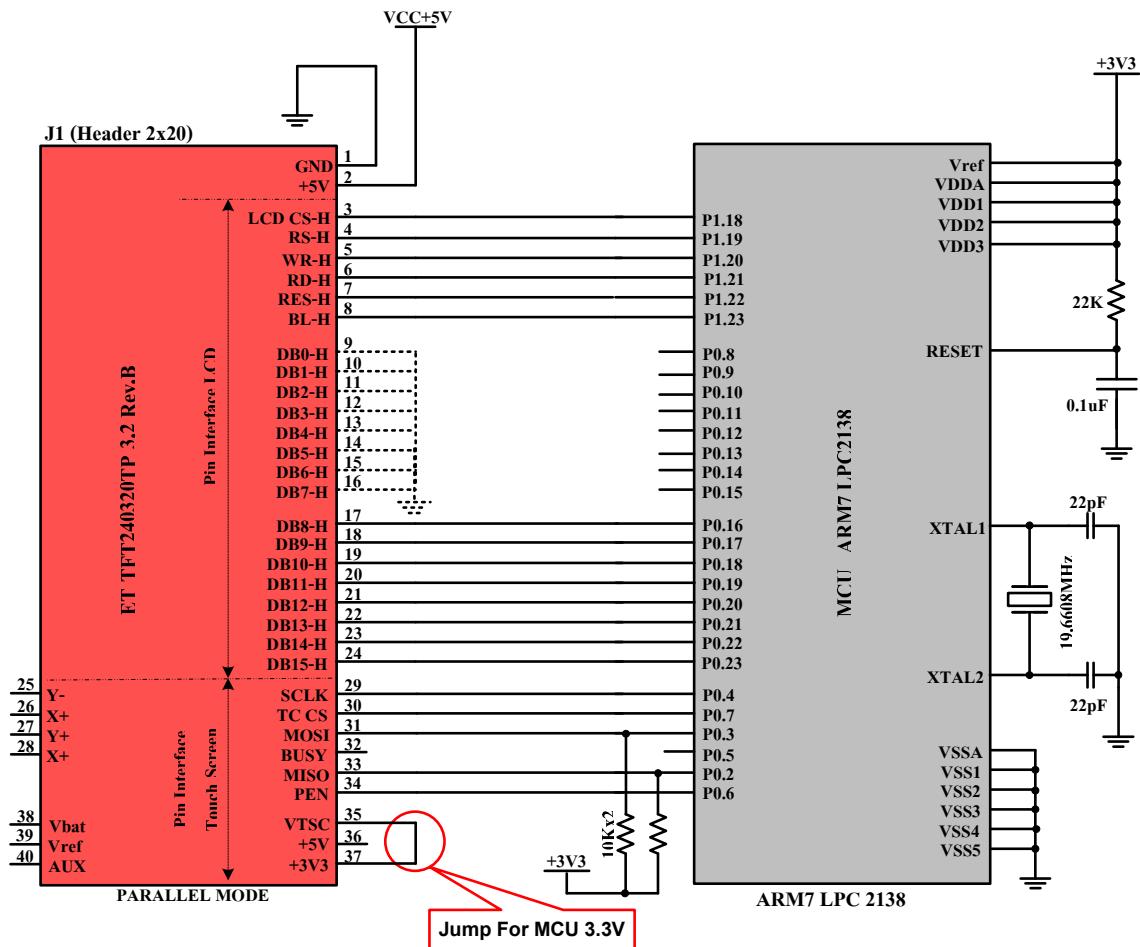 VCC+5V
+3V3
J1 (Header 2x20)
GND 1
+5V 2
LCD CS-H 3
RS-H 4
WR-H 5
RD-H 6
RES-H 7
BL-H 8
DB0-H 9
DB1-H 10
DB2-H 11
DB3-H 12
DB4-H 13
DB5-H 14
DB6-H 15
DB7-H 16
DB8-H 17
DB9-H 18
DB10-H 19
DB11-H 20
DB12-H 21
DB13-H 22
DB14-H 23
DB15-H 24
25 Y-
26 X+
27 Y+
28 X+
SCLK 29
TC CS 30
MOSI 31
BUSY 32
MISO 33
PEN 34
VTSC 35
+5V 36
+3V3 37
38 Vbat
39 Vref
40 AUX
ET TFT240320TP 3.2 Rev.B
Pin Interface LCD
Pin Interface
Touch Screen
PARALLEL MODE
10Kx2
+3V3
Jump For MCU 3.3V
P1.18
P1.19
P1.20
P1.21
P1.22
P1.23
P0.8
P0.9
P0.10
P0.11
P0.12
P0.13
P0.14
P0.15
P0.16
P0.17
P0.18
P0.19
P0.20
P0.21
P0.22
P0.23
P0.4
P0.7
P0.3
P0.5
P0.2
P0.6
MCU ARM7 LPC2138
Vref
VDDA
VDD1
VDD2
VDD3
22K
RESET
0.1uF
XTAL1
22pF
19.6608MHz
XTAL2
22pF
VSSA
VSS1
VSS2
VSS3
VSS4
VSS5
ARM7 LPC 2138